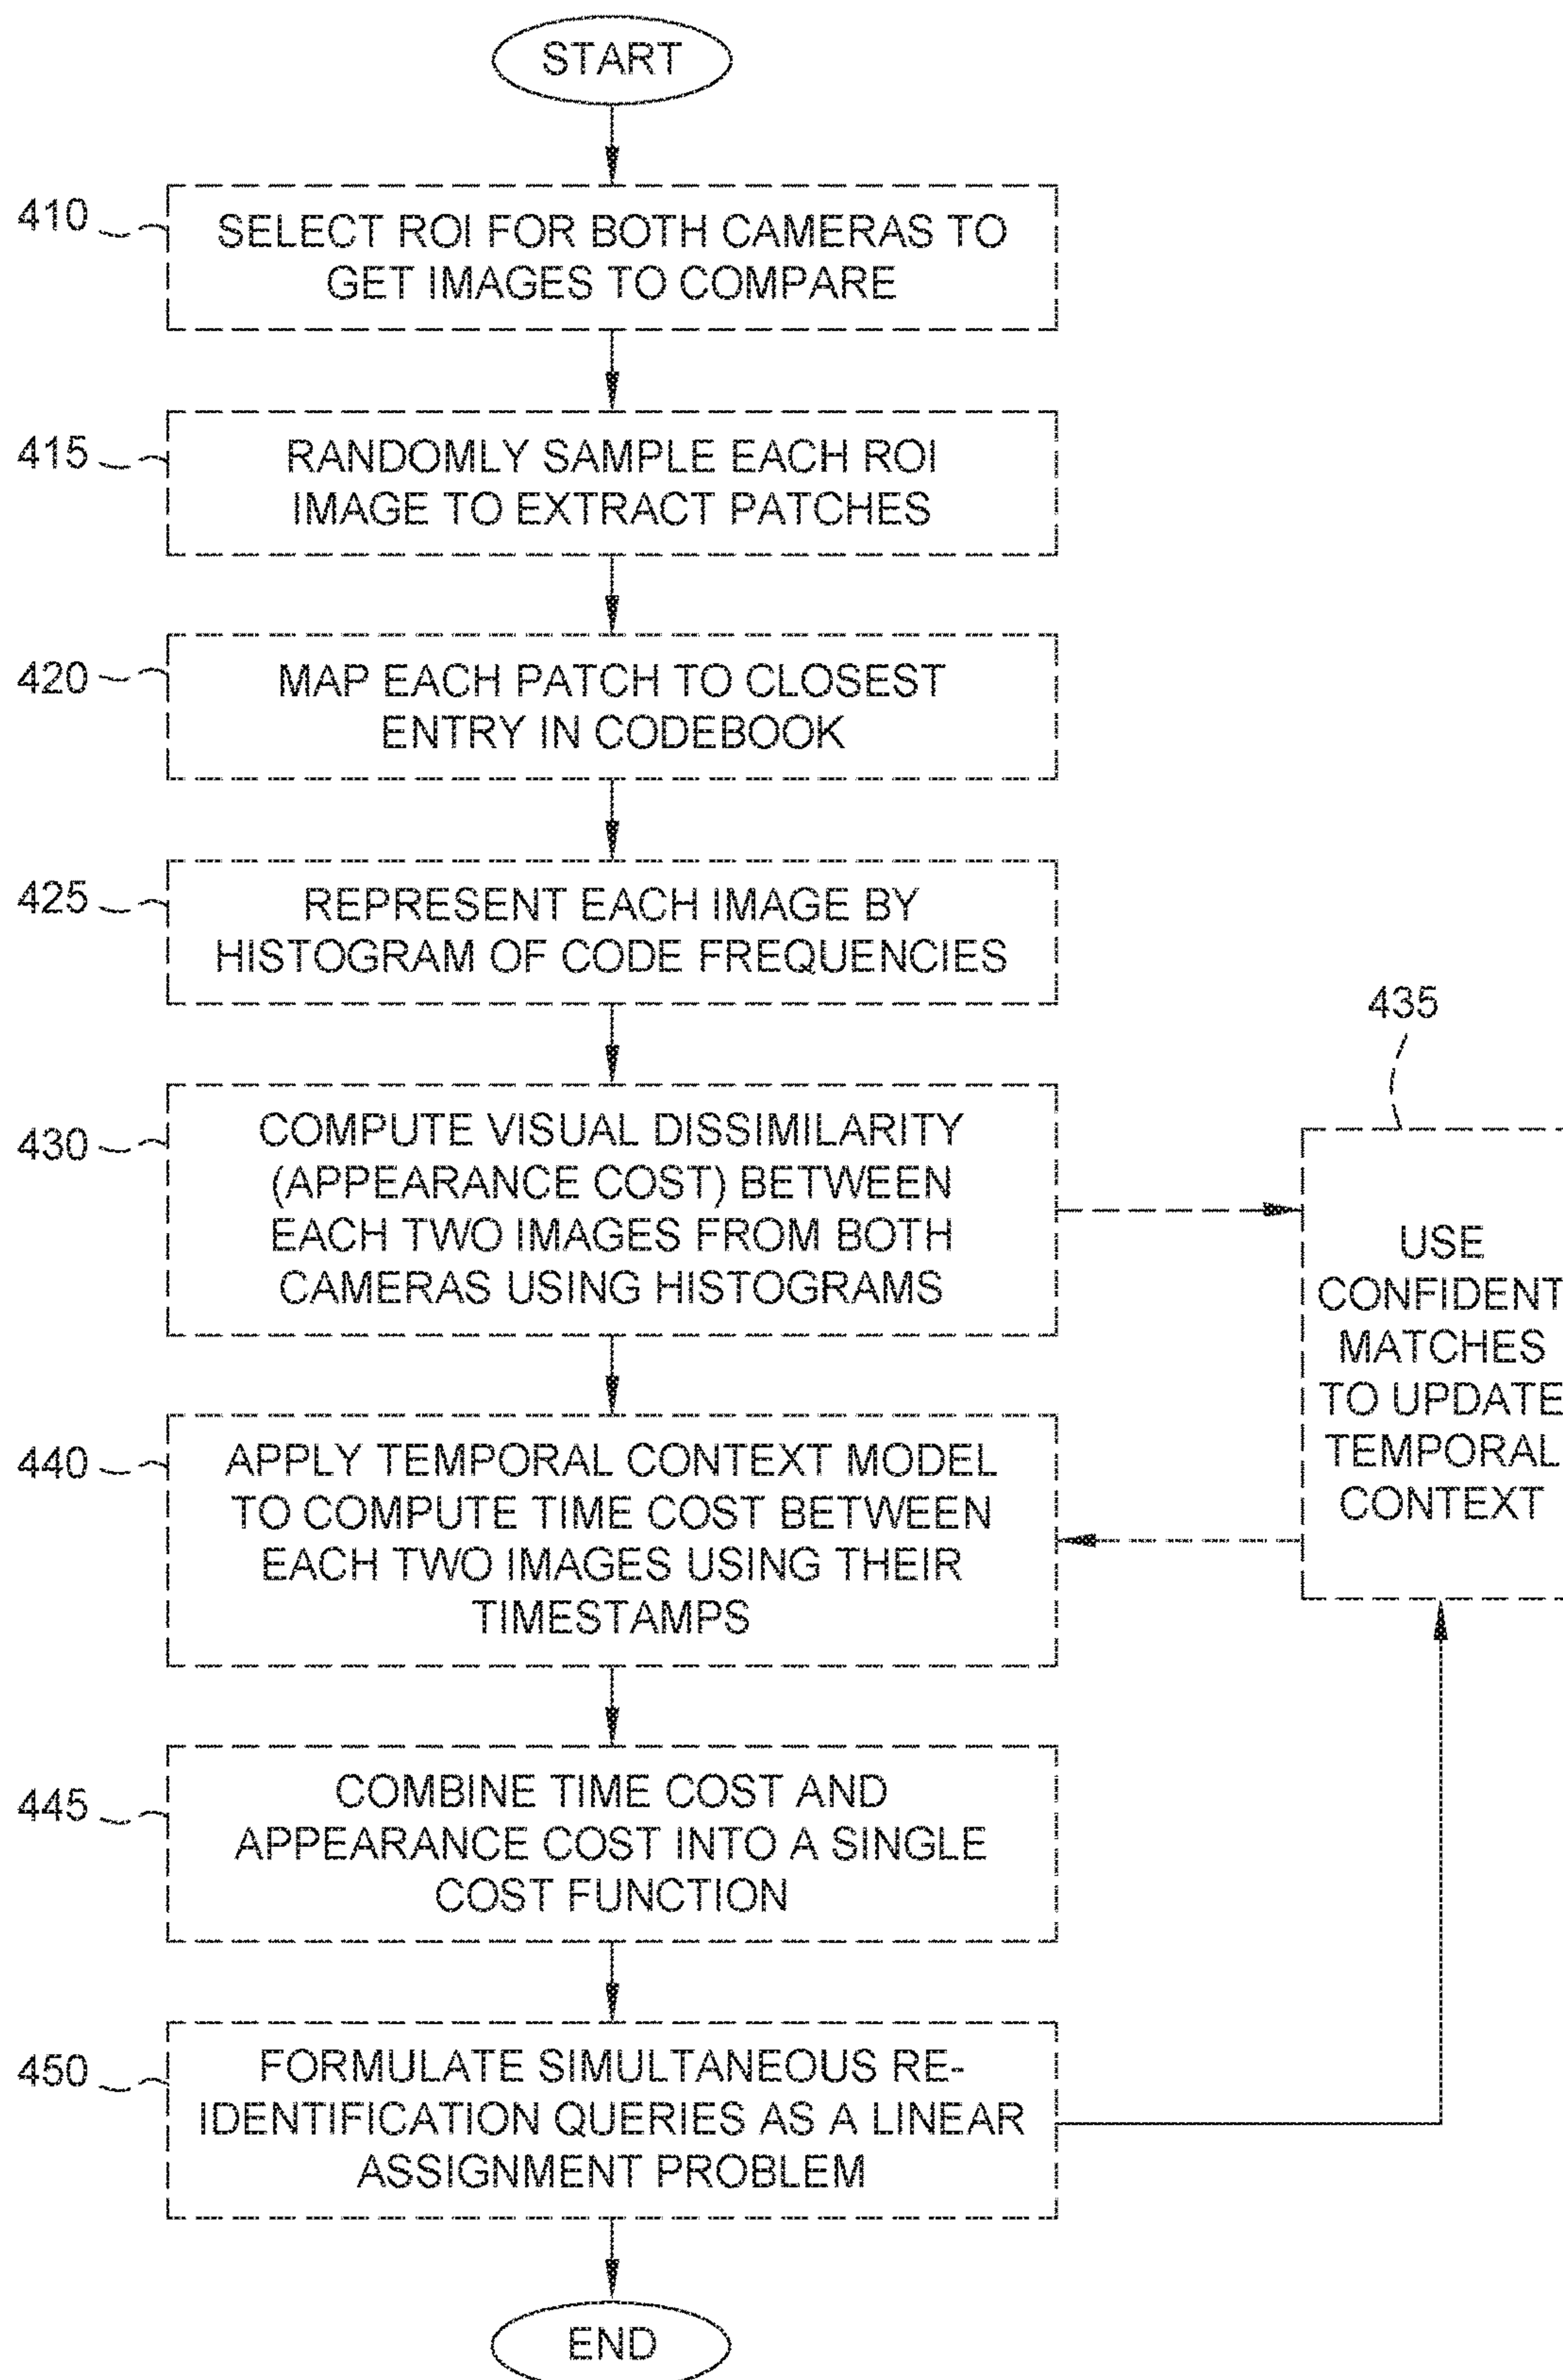 START
410
SELECT ROI FOR BOTH CAMERAS TO
GET IMAGES TO COMPARE
415
RANDOMLY SAMPLE EACH ROI
IMAGE TO EXTRACT PATCHES
420
MAP EACH PATCH TO CLOSEST
ENTRY IN CODEBOOK
425
REPRESENT EACH IMAGE BY
HISTOGRAM OF CODE FREQUENCIES
430
COMPUTE VISUAL DISSIMILARITY
(APPEARANCE COST) BETWEEN
EACH TWO IMAGES FROM BOTH
CAMERAS USING HISTOGRAMS
435
USE
CONFIDENT
MATCHES
TO UPDATE
TEMPORAL
CONTEXT
440
APPLY TEMPORAL CONTEXT MODEL
TO COMPUTE TIME COST BETWEEN
EACH TWO IMAGES USING THEIR
TIMESTAMPS
445
COMBINE TIME COST AND
APPEARANCE COST INTO A SINGLE
COST FUNCTION
450
FORMULATE SIMULTANEOUS RE-
IDENTIFICATION QUERIES AS A LINEAR
ASSIGNMENT PROBLEM
END